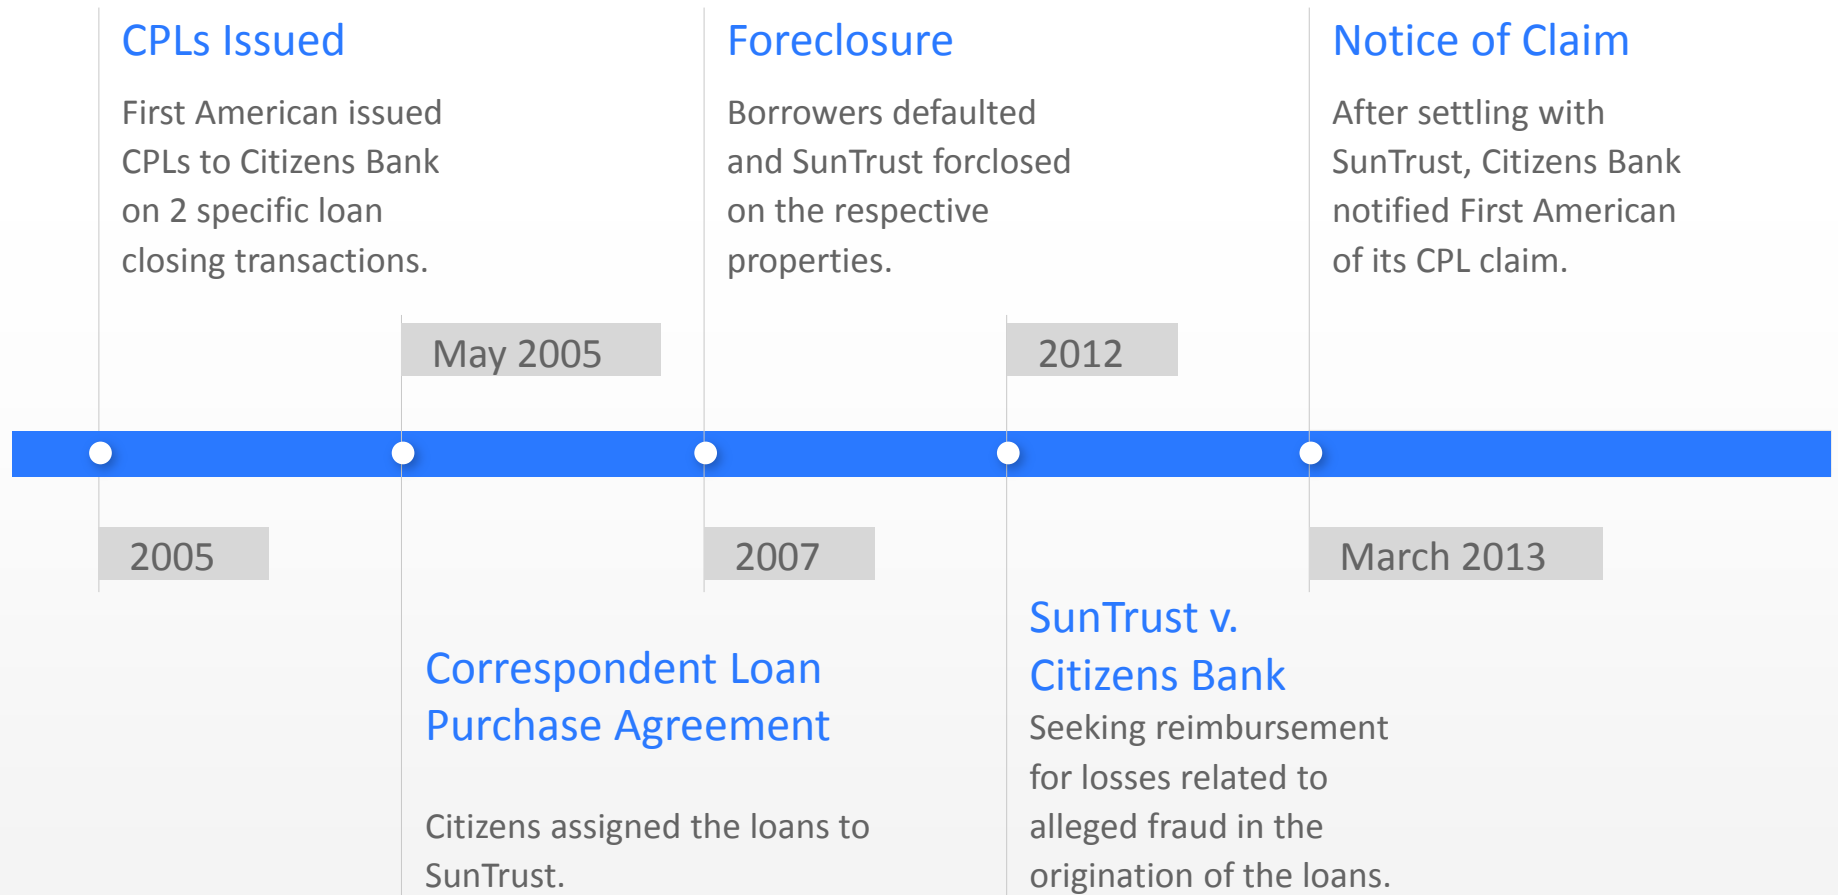 CPLs Issued
First American issued
CPLs to Citizens Bank
on 2 specific loan
closing transactions.
2005
May 2005
Correspondent Loan
Purchase Agreement
Citizens assigned the loans to
SunTrust.
Foreclosure
Borrowers defaulted
and SunTrust forclosed
on the respective
properties.
2007
2012
SunTrust v.
Citizens Bank
Seeking reimbursement
for losses related to
alleged fraud in the
origination of the loans.
Notice of Claim
After settling with
SunTrust, Citizens Bank
notified First American
of its CPL claim.
March 2013